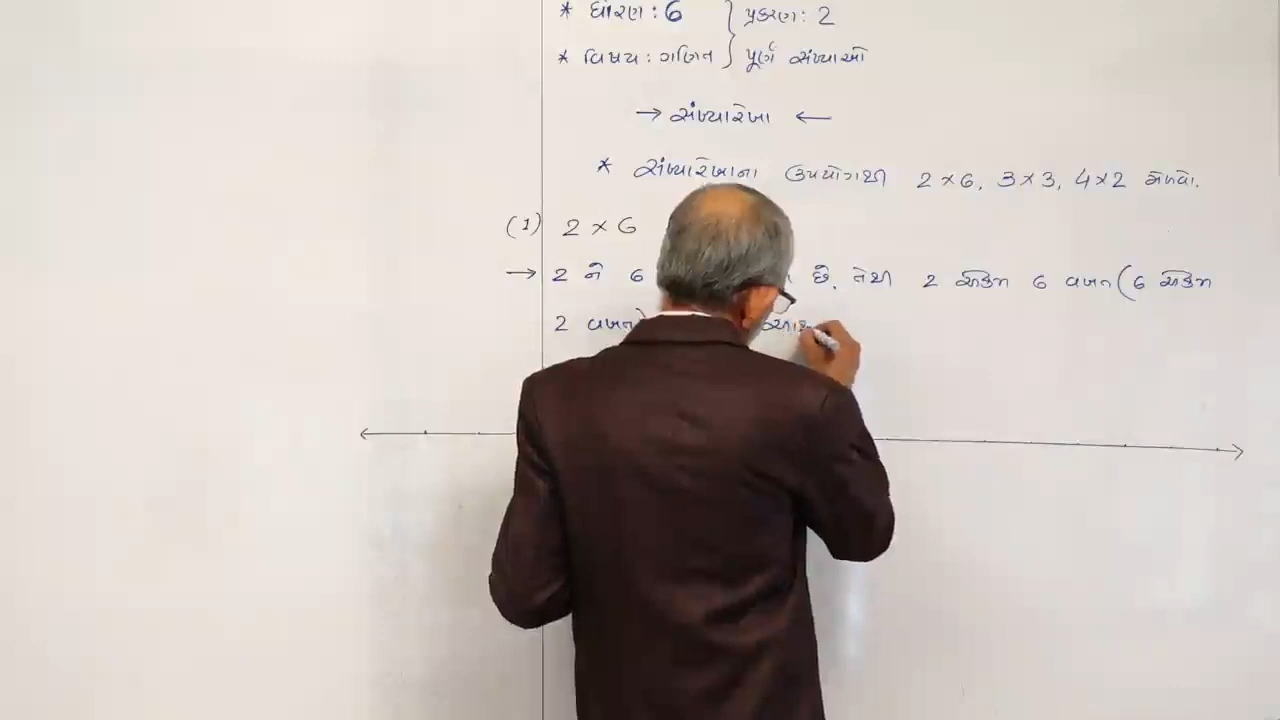 * ધોરણ : 6 } પ્રકરણ : 2
* વિષય : ગણિત } પૂર્ણ સંખ્યાઓ
→ સંખ્યારેખા ←
* સંખ્યારેખાના ઉપયોગથી 2 × 6, 3 × 3, 4 × 2 મેળવો.
(1) 2 × 6
→ 2 ને 6 છે. તેથી 2 એકમ 6 વખત (6 એકમ
2 વખત)